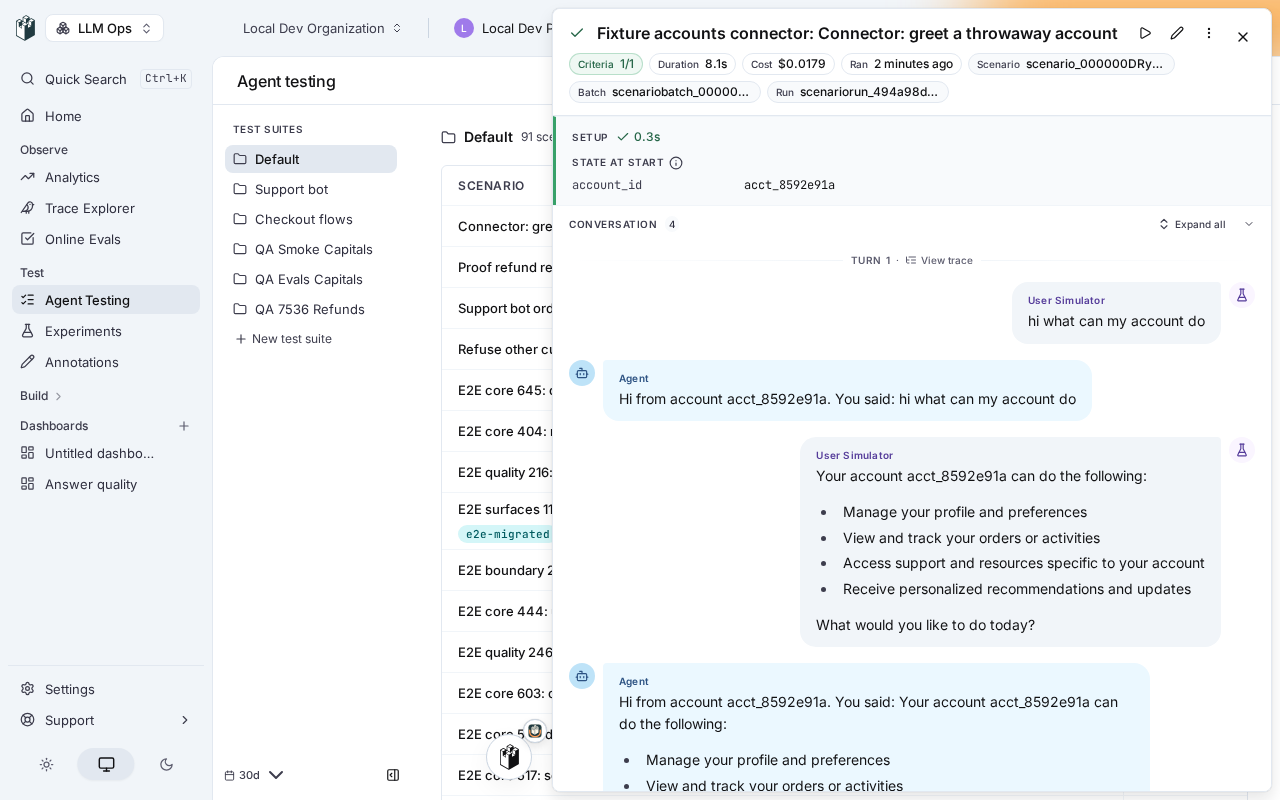 LLM Ops
Local Dev Organization
L
Local Dev P
Quick Search
Ctrl+K
Home
Observe
Analytics
Trace Explorer
Online Evals
Test
Agent Testing
Experiments
Annotations
Build
Dashboards
Untitled dashbo...
Answer quality
Settings
Support
Agent testing
TEST SUITES
Default
Support bot
Checkout flows
QA Smoke Capitals
QA Evals Capitals
QA 7536 Refunds
New test suite
30d
Default 91 sce
SCENARIO
Connector: gre
Proof refund re
Support bot ord
Refuse other cu
E2E core 645: c
E2E core 404: r
E2E quality 216:
E2E surfaces 11
e2e-migrated
E2E boundary 2
E2E core 444:
E2E quality 246
E2E core 603: c
Fixture accounts connector: Connector: greet a throwaway account
Criteria 1/1
Duration 8.1s
Cost $0.0179
Ran 2 minutes ago
Scenario scenario_000000DRy...
Batch scenariobatch_00000...
Run scenariorun_494a98d...
SETUP 0.3s
STATE AT START
account_id acct_8592e91a
CONVERSATION 4
Expand all
TURN 1 · View trace
User Simulator
hi what can my account do
Agent
Hi from account acct_8592e91a. You said: hi what can my account do
User Simulator
Your account acct_8592e91a can do the following:
• Manage your profile and preferences
• View and track your orders or activities
• Access support and resources specific to your account
• Receive personalized recommendations and updates
What would you like to do today?
Agent
Hi from account acct_8592e91a. You said: Your account acct_8592e91a can
do the following:
• Manage your profile and preferences
• View and track your orders or activities